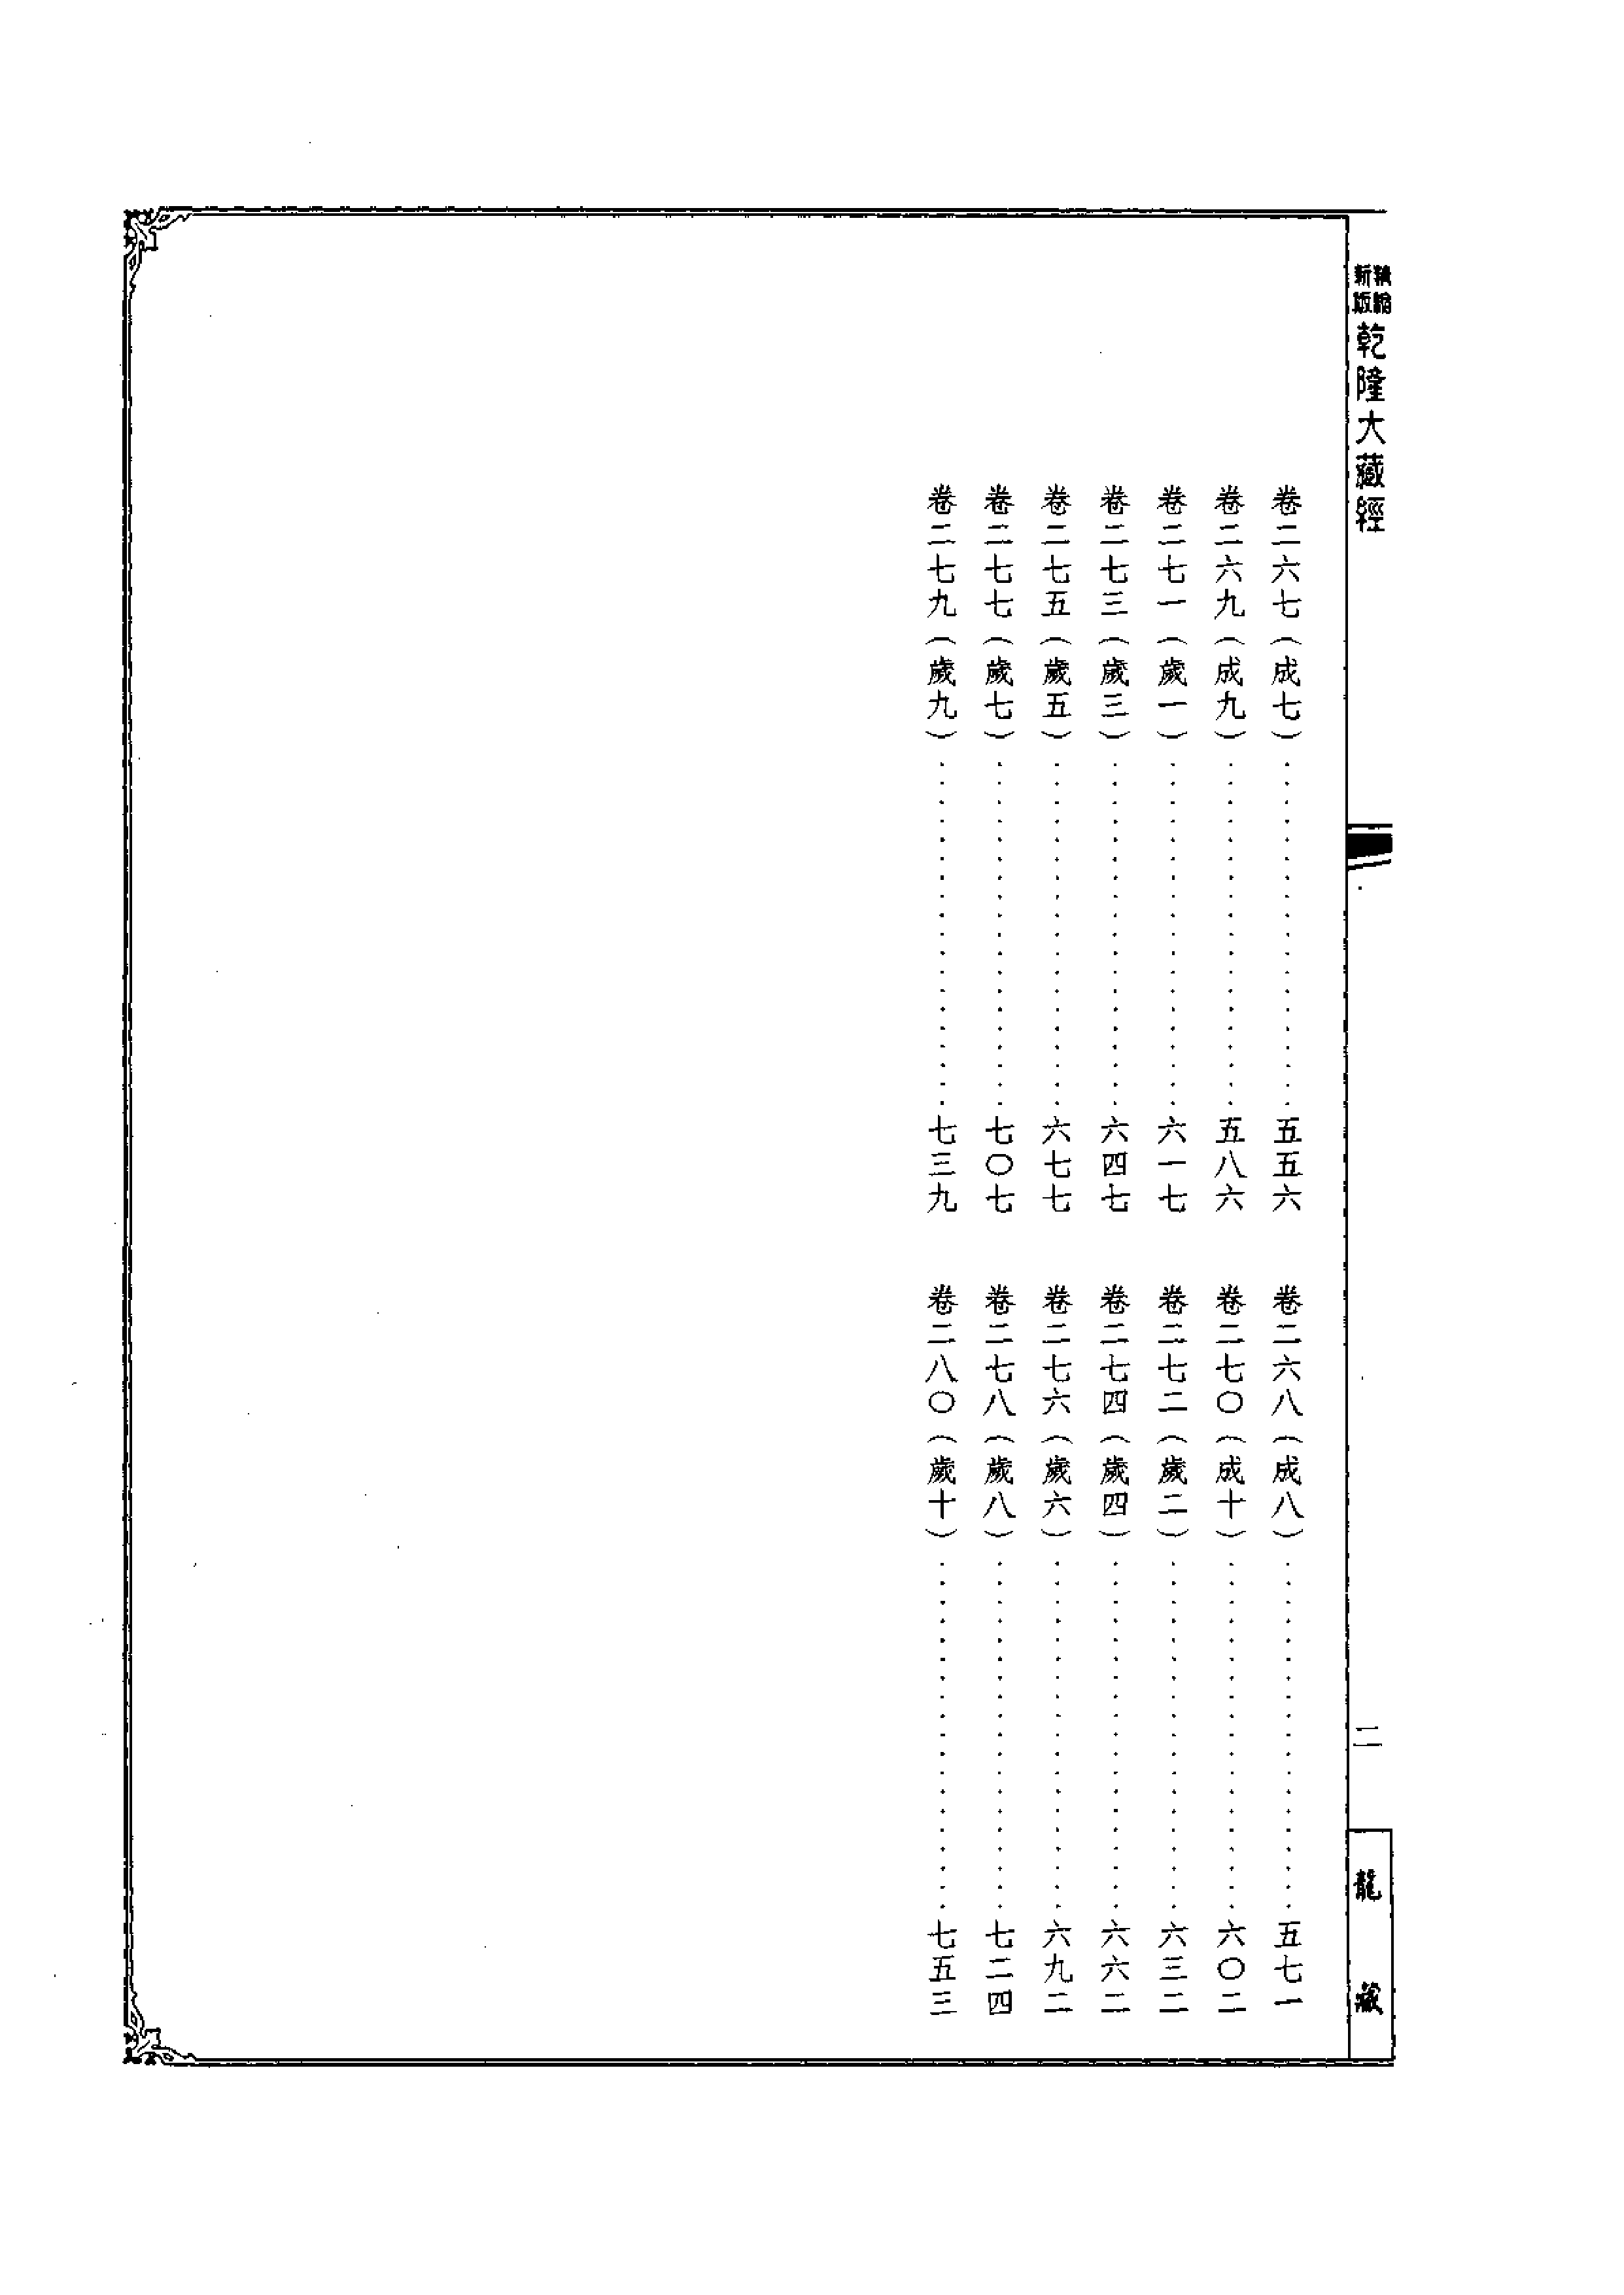 新版 精縮 乾隆大藏經
二
龍藏
卷二六七(成七)……五五六
卷二六八(成八)……五七一
卷二六九(成九)……五八六
卷二七〇(成十)……六〇二
卷二七一(歲一)……六一七
卷二七二(歲二)……六三二
卷二七三(歲三)……六四七
卷二七四(歲四)……六六二
卷二七五(歲五)……六七七
卷二七六(歲六)……六九二
卷二七七(歲七)……七〇七
卷二七八(歲八)……七二四
卷二七九(歲九)……七三九
卷二八〇(歲十)……七五三